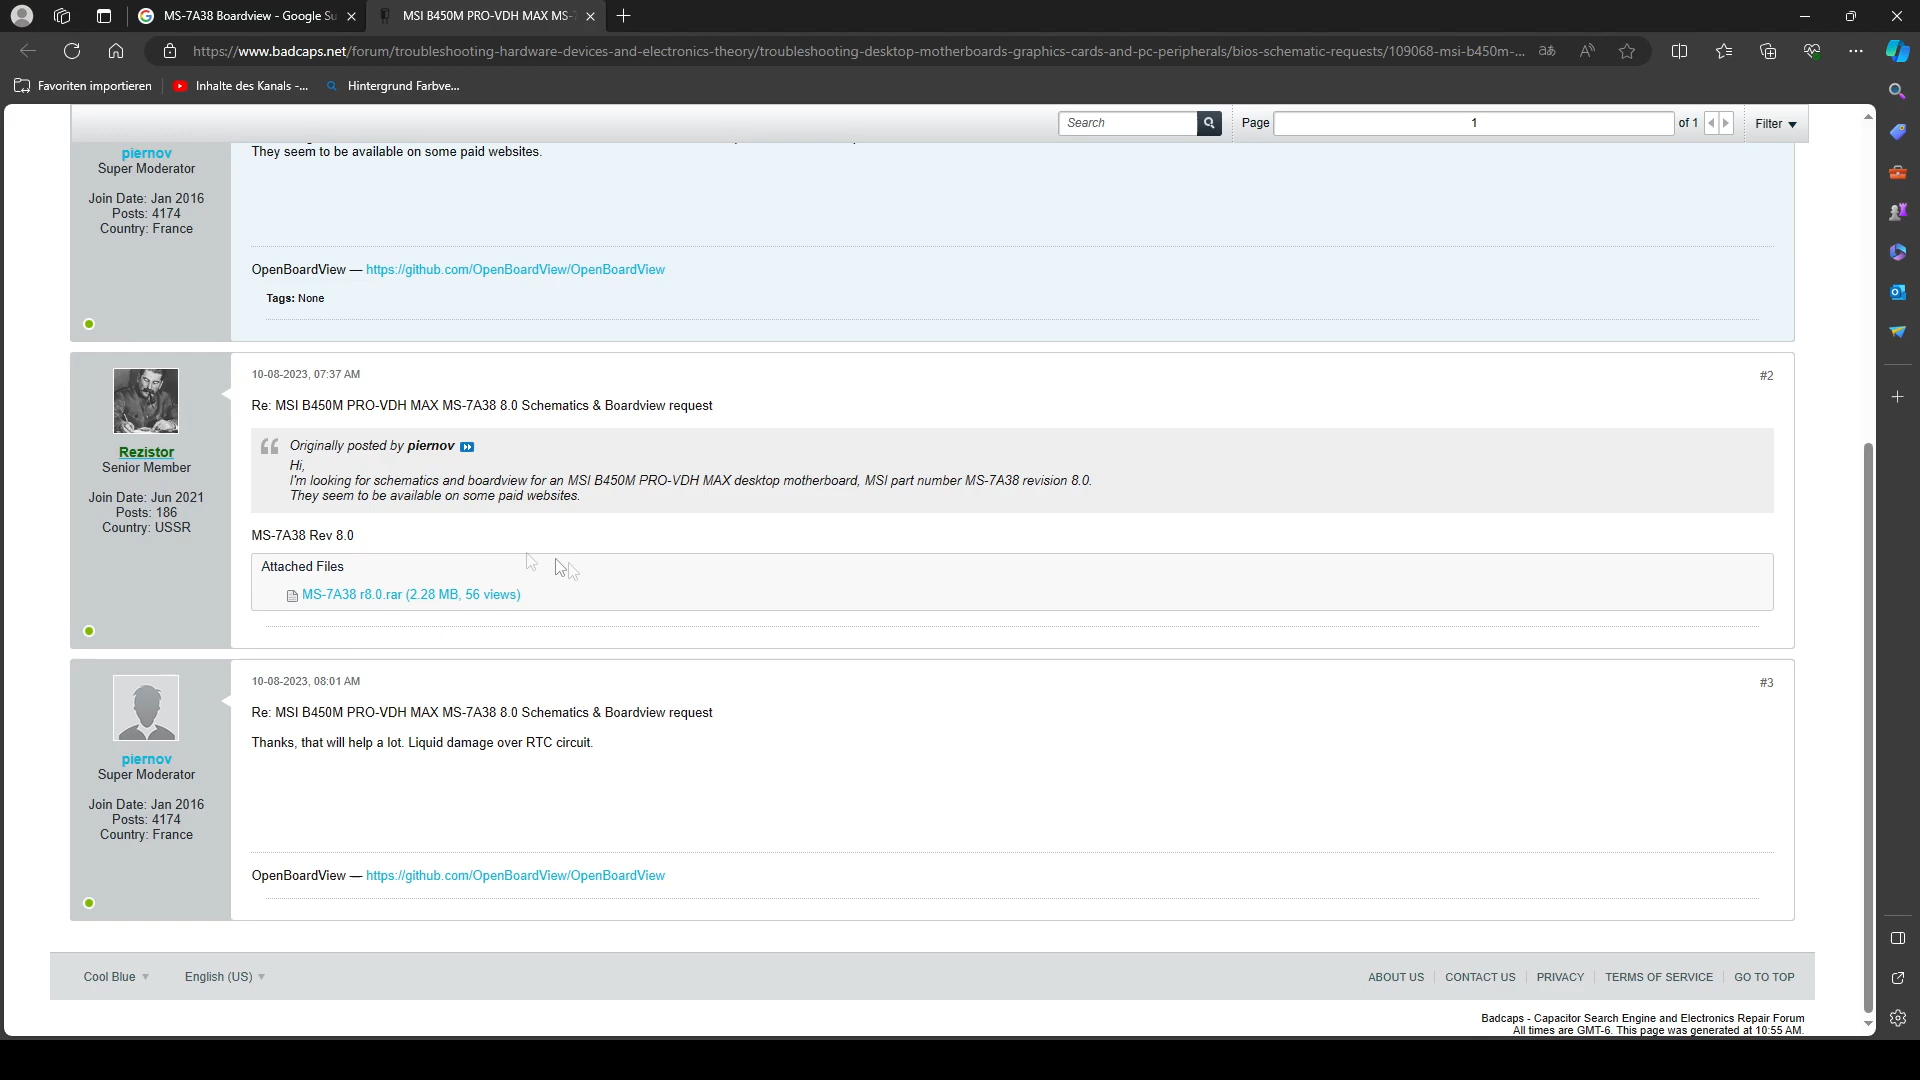 MS-7A38 Boardview - Google Su
MSI B450M PRO-VDH MAX MS-
https://www.badcaps.net/forum/troubleshooting-hardware-devices-and-electronics-theory/troubleshooting-desktop-motherboards-graphics-cards-and-pc-peripherals/bios-schematic-requests/109068-msi-b450m-...
Favoriten importieren
Inhalte des Kanals -...
Hintergrund Farbve...
Search
Page
1
of 1
Filter
piernov
Super Moderator
Join Date: Jan 2016
Posts: 4174
Country: France
They seem to be available on some paid websites.
OpenBoardView — https://github.com/OpenBoardView/OpenBoardView
Tags: None
Rezistor
Senior Member
Join Date: Jun 2021
Posts: 186
Country: USSR
10-08-2023, 07:37 AM
#2
Re: MSI B450M PRO-VDH MAX MS-7A38 8.0 Schematics & Boardview request
Originally posted by piernov
Hi,
I'm looking for schematics and boardview for an MSI B450M PRO-VDH MAX desktop motherboard, MSI part number MS-7A38 revision 8.0.
They seem to be available on some paid websites.
MS-7A38 Rev 8.0
Attached Files
MS-7A38 r8.0.rar (2.28 MB, 56 views)
piernov
Super Moderator
Join Date: Jan 2016
Posts: 4174
Country: France
10-08-2023, 08:01 AM
#3
Re: MSI B450M PRO-VDH MAX MS-7A38 8.0 Schematics & Boardview request
Thanks, that will help a lot. Liquid damage over RTC circuit.
OpenBoardView — https://github.com/OpenBoardView/OpenBoardView
Cool Blue
English (US)
ABOUT US
CONTACT US
PRIVACY
TERMS OF SERVICE
GO TO TOP
Badcaps - Capacitor Search Engine and Electronics Repair Forum
All times are GMT-6. This page was generated at 10:55 AM.